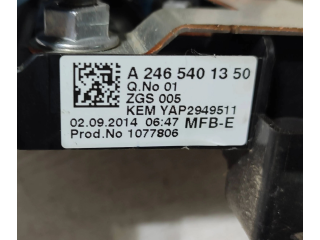 A 246 540 13 50
Q.No 01
ZGS 005
KEM YAP2949511
02.09.2014 06:47 MFB-E
Prod.No 1077806